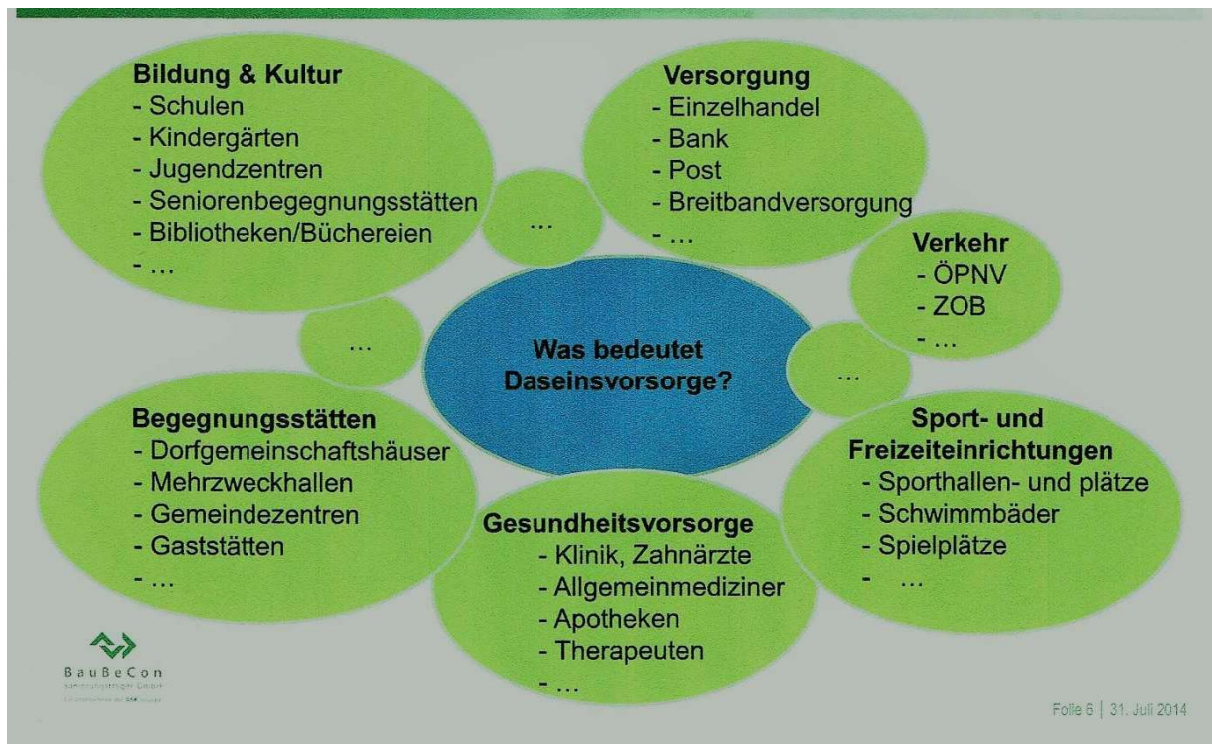 Bildung & Kultur
- Schulen
- Kindergärten
- Jugendzentren
- Seniorenbegegnungsstätten
- Bibliotheken/Büchereien
- ...
Versorgung
- Einzelhandel
- Bank
- Post
- Breitbandversorgung
- ...
...
Verkehr
- ÖPNV
- ZOB
- ...
...
Was bedeutet
Daseinsvorsorge?
...
Begegnungsstätten
- Dorfgemeinschaftshäuser
- Mehrzweckhallen
- Gemeindezentren
- Gaststätten
- ...
Gesundheitsvorsorge
- Klinik, Zahnärzte
- Allgemeinmediziner
- Apotheken
- Therapeuten
- ...
Sport- und
Freizeiteinrichtungen
- Sporthallen- und plätze
- Schwimmbäder
- Spielplätze
- ...
BauBeCon
Sanierungsträger GmbH
Folie 6 | 31. Juli 2014